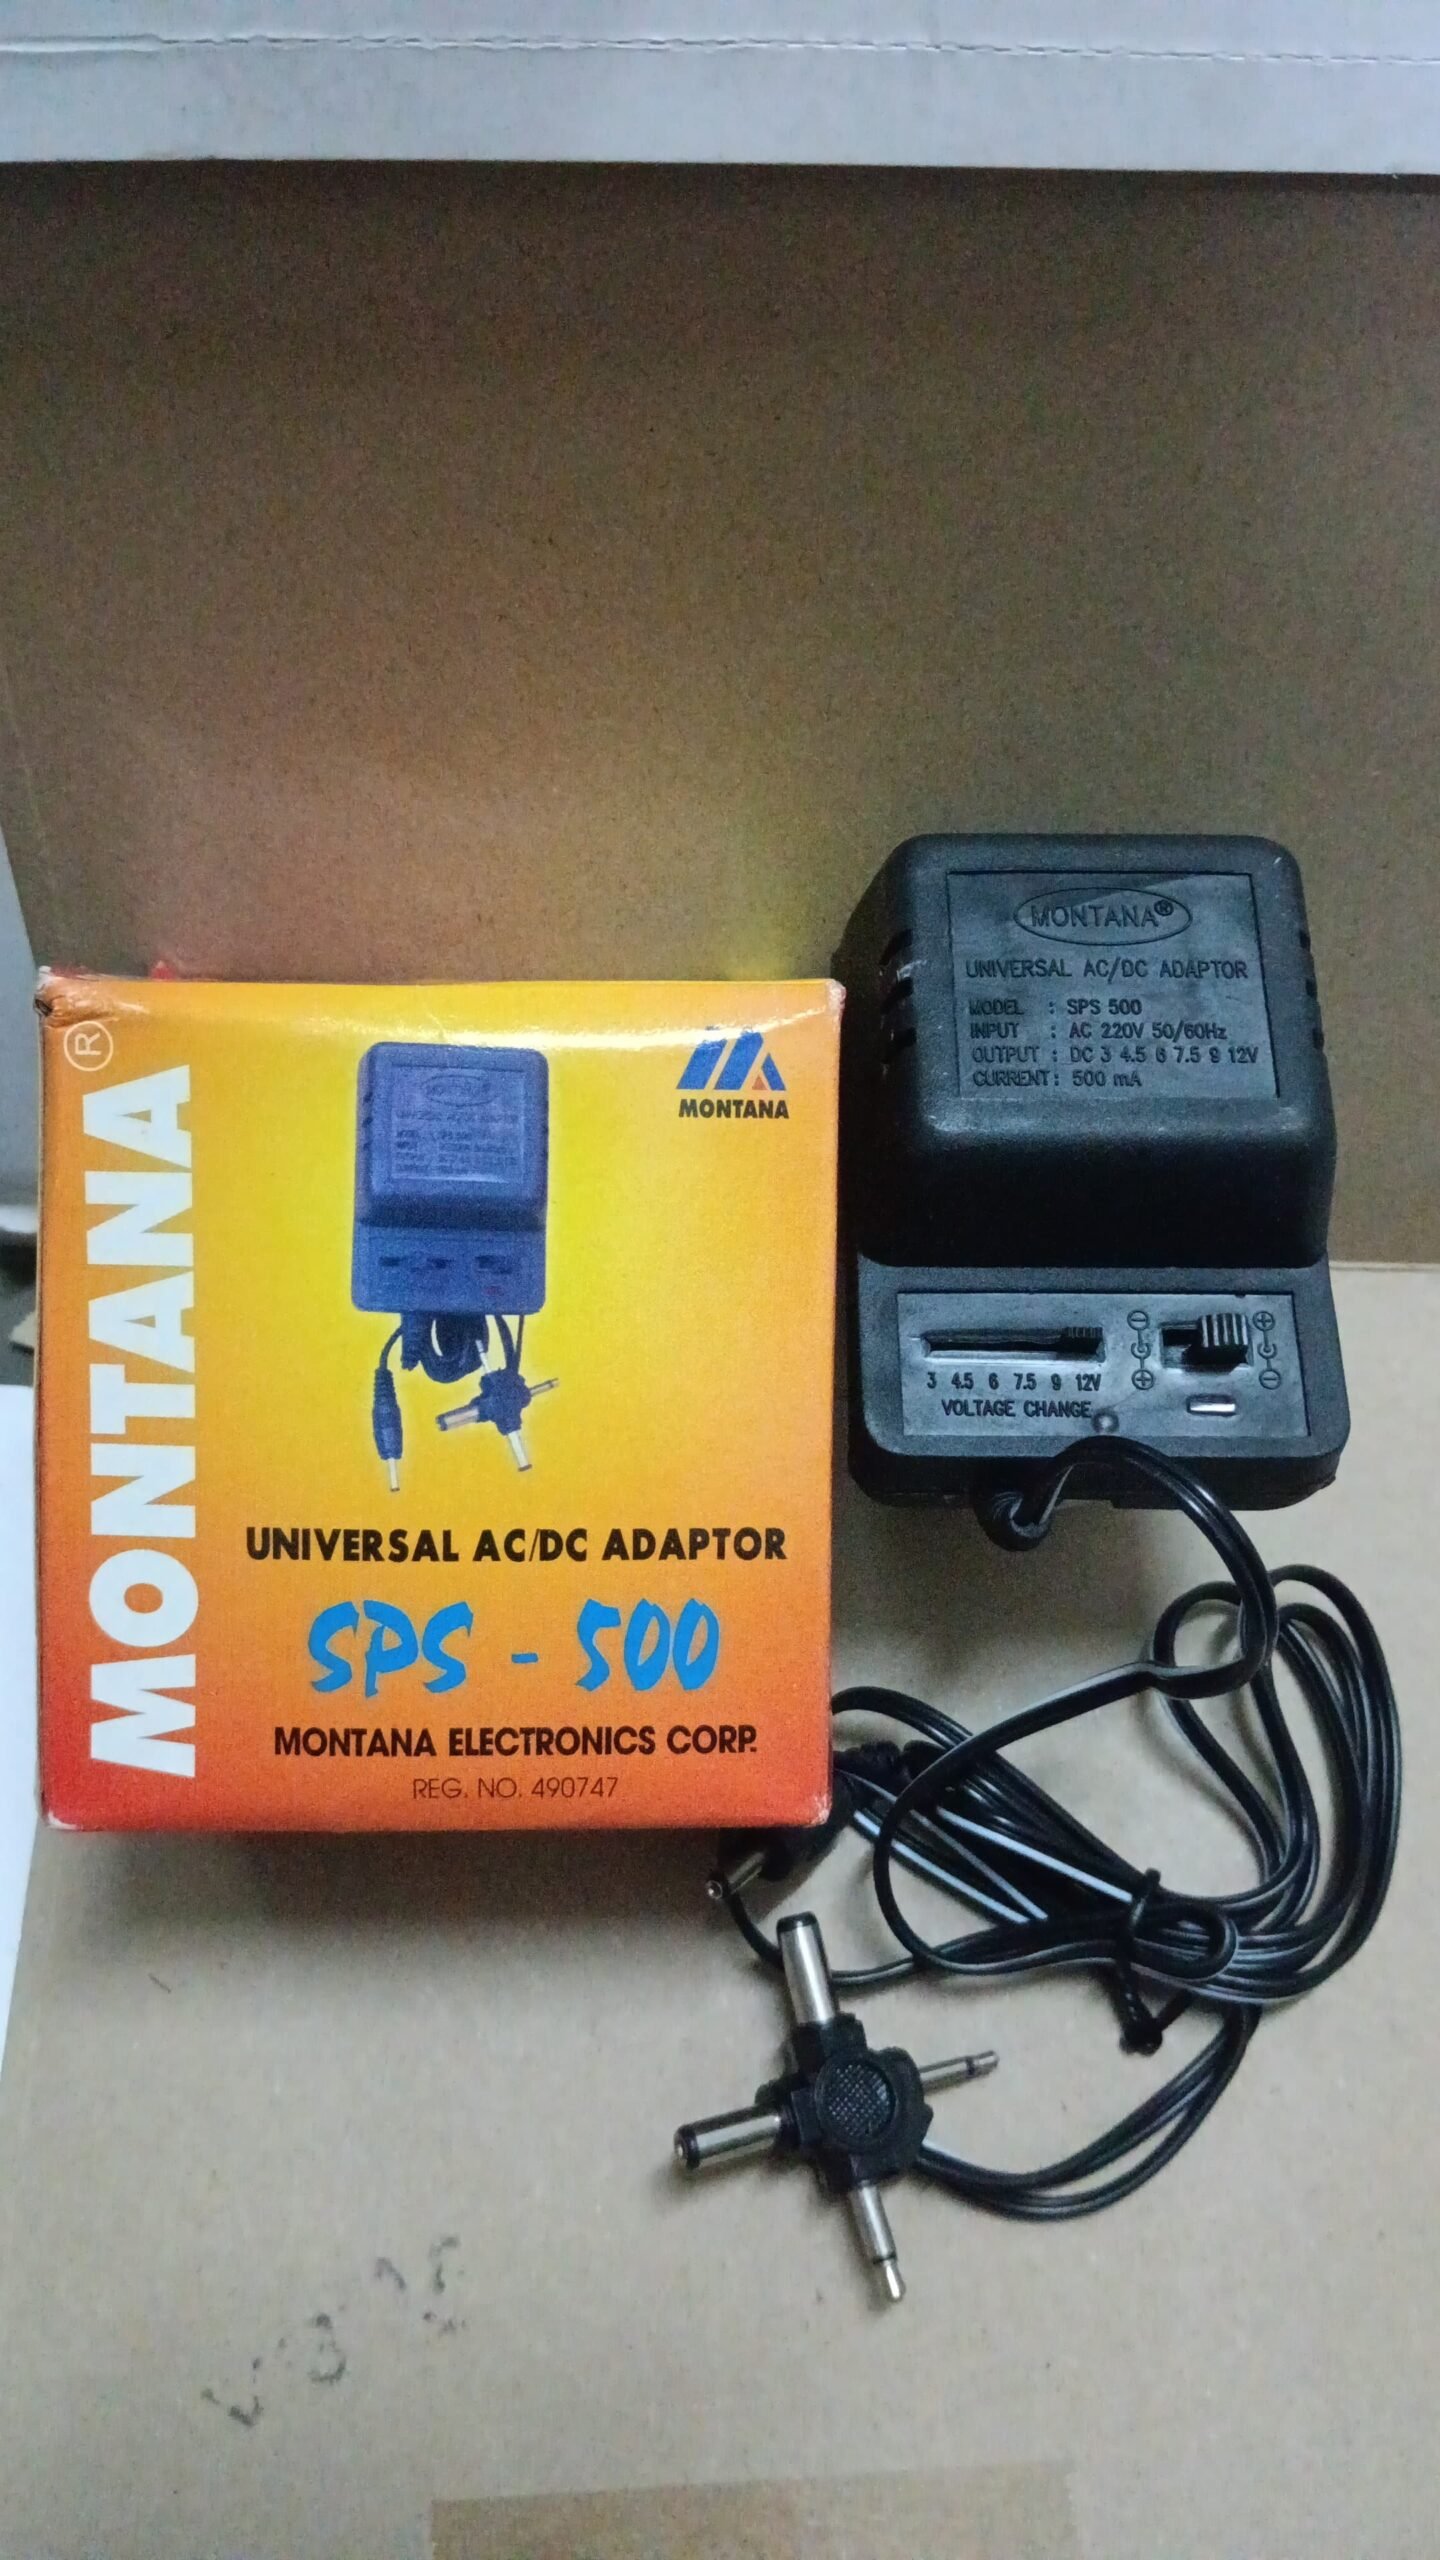 MONTANA®
MONTANA
UNIVERSAL AC/DC ADAPTOR
SPS - 500
MONTANA ELECTRONICS CORP.
REG. NO. 490747
MONTANA®
UNIVERSAL AC/DC ADAPTOR
MODEL : SPS 500
INPUT : AC 220V 50/60Hz
OUTPUT : DC 3 4.5 6 7.5 9 12V
CURRENT : 500 mA
3 4.5 6 7.5 9 12V
VOLTAGE CHANGE